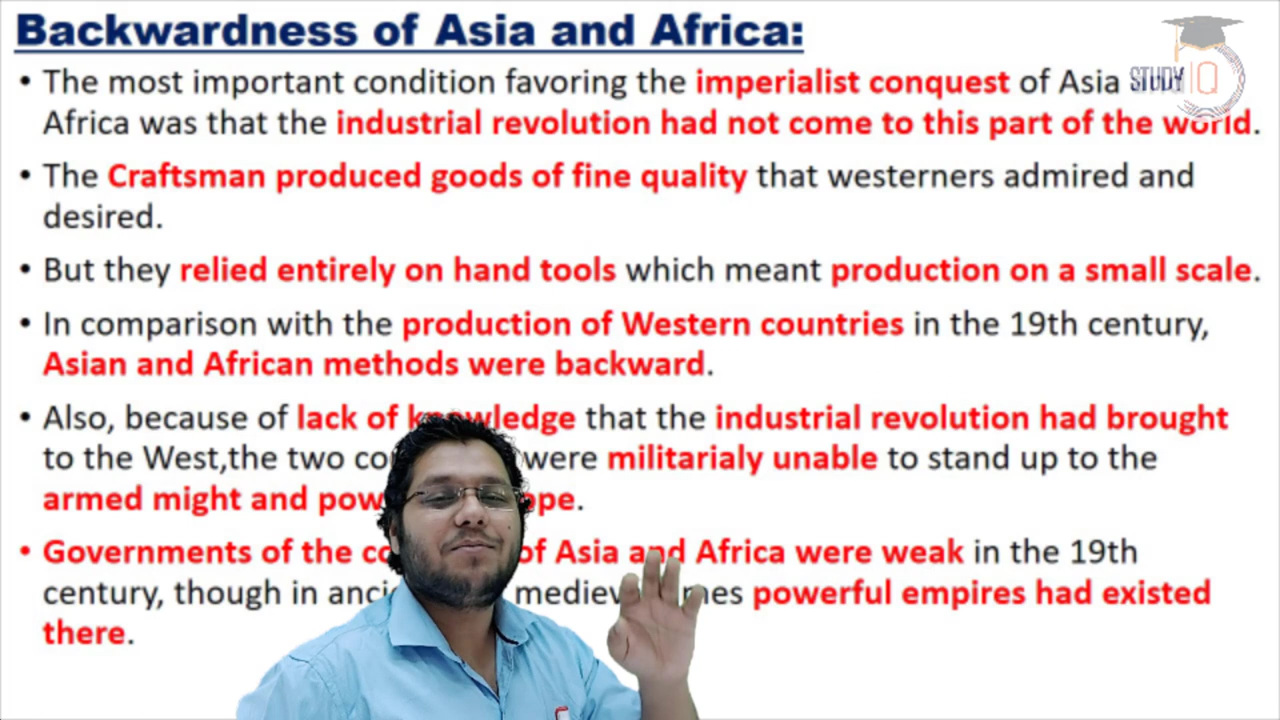 Backwardness of Asia and Africa:
• The most important condition favoring the imperialist conquest of Asia
Africa was that the industrial revolution had not come to this part of the world.
• The Craftsman produced goods of fine quality that westerners admired and
desired.
• But they relied entirely on hand tools which meant production on a small scale.
• In comparison with the production of Western countries in the 19th century,
Asian and African methods were backward.
• Also, because of lack of knowledge that the industrial revolution had brought
to the West,the two were militarialy unable to stand up to the
armed might and
• Governments of the of Asia and Africa were weak in the 19th
century, though in powerful empires had existed
there.
STUDY IQ